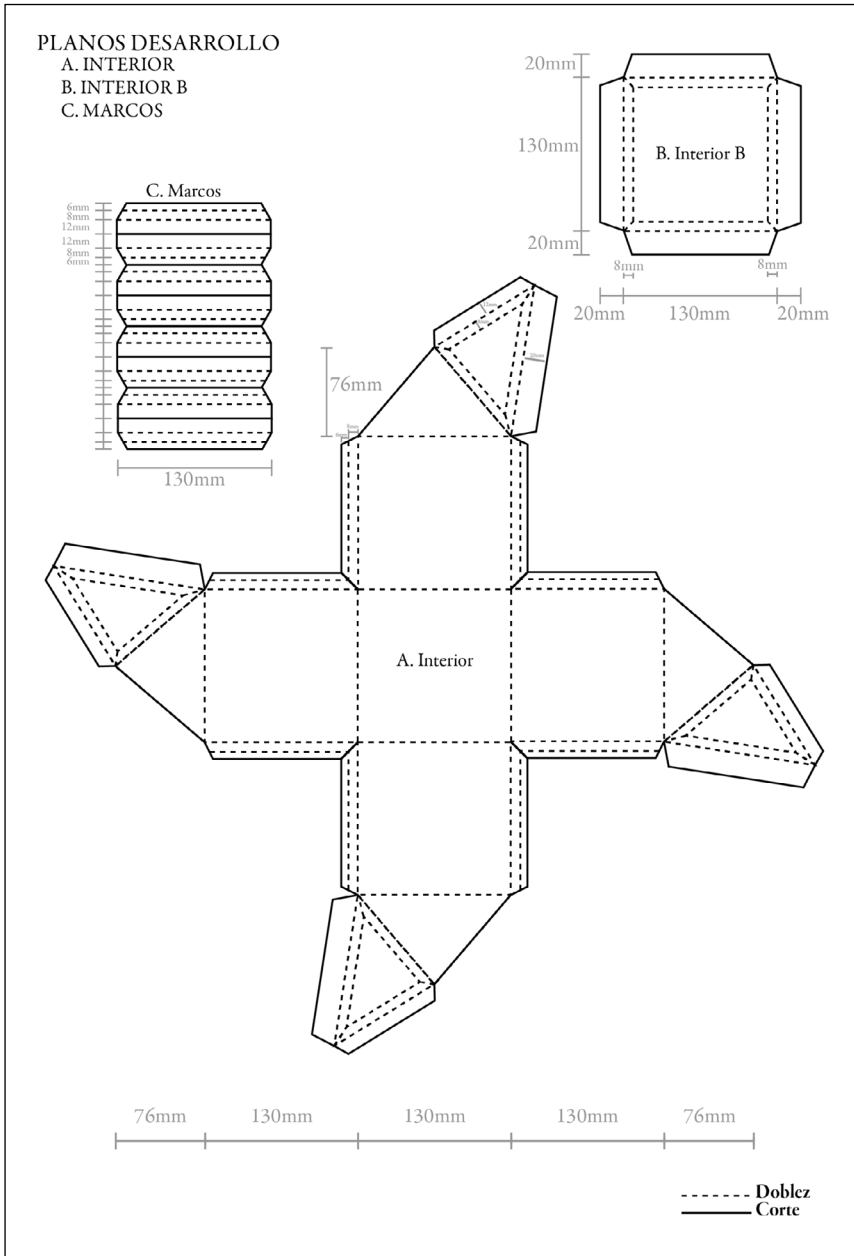 PLANOS DESARROLLO
A. INTERIOR
B. INTERIOR B
C. MARCOS
20mm
130mm
20mm
B. Interior B
8mm
8mm
20mm
130mm
20mm
C. Marcos
6mm
8mm
12mm
12mm
8mm
6mm
130mm
76mm
A. Interior
76mm
130mm
130mm
130mm
76mm
Doblez
Corte